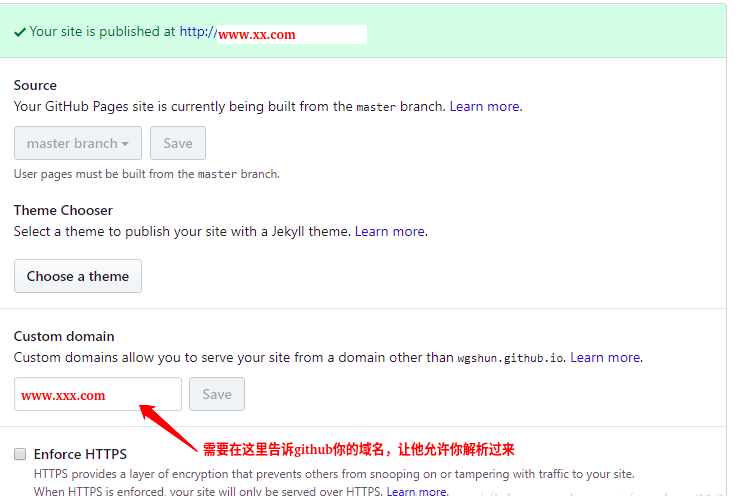 ✓ Your site is published at http://www.xx.com
Source
Your GitHub Pages site is currently being built from the master branch. Learn more.
master branch Save
User pages must be built from the master branch.
Theme Chooser
Select a theme to publish your site with a Jekyll theme. Learn more.
Choose a theme
Custom domain
Custom domains allow you to serve your site from a domain other than wgshun.github.io. Learn more.
www.xxx.com Save
需要在这里告诉github你的域名，让他允许你解析过来
Enforce HTTPS
HTTPS provides a layer of encryption that prevents others from snooping on or tampering with traffic to your site.
When HTTPS is enforced, your site will only be served over HTTPS. Learn more.